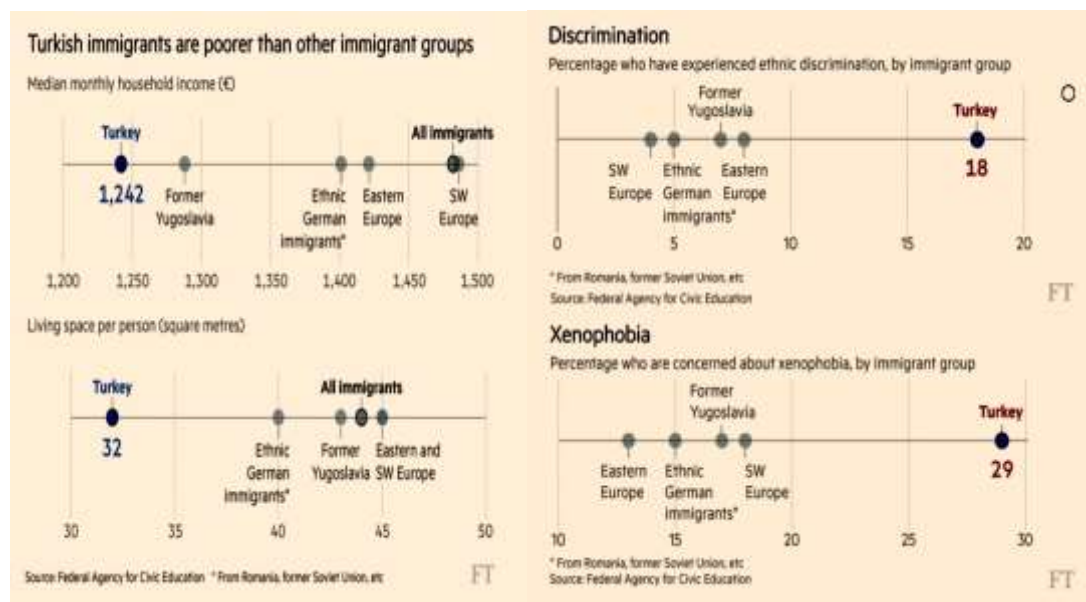 Turkish immigrants are poorer than other immigrant groups
Median monthly household income (€)
Turkey
All immigrants
1,242
Former
Yugoslavia
Ethnic
German
immigrants*
Eastern
Europe
SW
Europe
1,200 1,250 1,300 1,350 1,400 1,450 1,500
Living space per person (square metres)
Turkey
All immigrants
32
Ethnic
German
immigrants*
Former
Yugoslavia
Eastern and
SW Europe
30 35 40 45 50
Source: Federal Agency for Civic Education * From Romania, former Soviet Union, etc
FT
Discrimination
Percentage who have experienced ethnic discrimination, by immigrant group
Former
Yugoslavia
Turkey
18
SW
Europe
Ethnic
German
immigrants*
Eastern
Europe
0 5 10 15 20
* From Romania, former Soviet Union, etc
Source: Federal Agency for Civic Education
FT
Xenophobia
Percentage who are concerned about xenophobia, by immigrant group
Former
Yugoslavia
Turkey
29
Eastern
Europe
Ethnic
German
immigrants*
SW
Europe
10 15 20 25 30
* From Romania, former Soviet Union, etc
Source: Federal Agency for Civic Education
FT